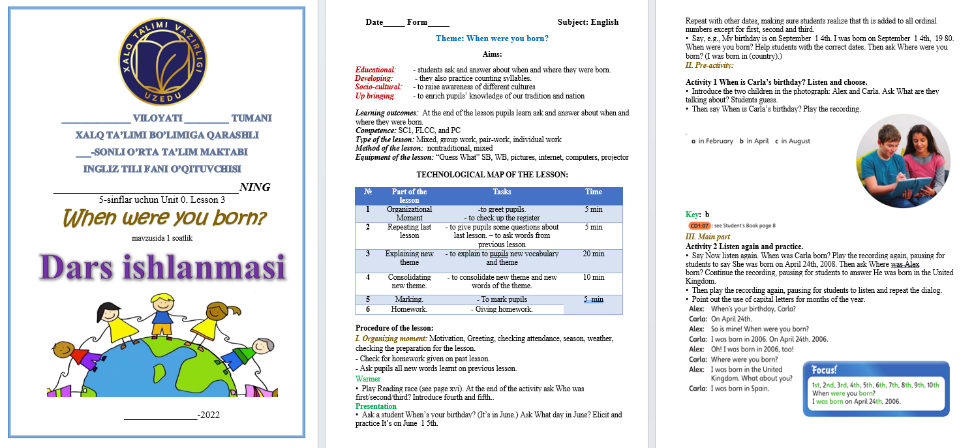 XALQ TALIMI VAZIRLIGI
UZEDU
____________ VILOYATI ________ TUMANI
XALQ TA'LIMI BO'LIMIGA QARASHLI
___-SONLI O'RTA TA'LIM MAKTABI
INGLIZ TILI FANI O'QITUVCHISI
______________________________NING
5-sinflar uchun Unit 0. Lesson 3
When were you born?
mavzusida 1 soatlik
Dars ishlanmasi
________________-2022
Date_____ Form_____ Subject: English
Theme: When were you born?
Aims:
Educational: - students ask and answer about when and where they were born.
Developing: - they also practice counting syllables.
Socio-cultural: - to raise awareness of different cultures
Up bringing: - to enrich pupils' knowledge of our tradition and nation
Learning outcomes: At the end of the lesson pupils learn ask and answer about when and
where they were born.
Competence: SC1, FLCC, and PC
Type of the lesson: Mixed, group work, pair-work, individual work
Method of the lesson: nontraditional, mixed
Equipment of the lesson: "Guess What" SB, WB, pictures, internet, computers, projector
TECHNOLOGICAL MAP OF THE LESSON:
№ Part of the lesson Tasks Time
1 Organizational Moment -to greet pupils. - to check up the register 5 min
2 Repeating last lesson - to give pupils some questions about last lesson. – to ask words from previous lesson 5 min
3 Explaining new theme - to explain to pupils new vocabulary and theme 20 min
4 Consolidating new theme. - to consolidate new theme and new words of the theme. 10 min
5 Marking. - To mark pupils 5 min
6 Homework. - Giving homework.
Procedure of the lesson:
I. Organizing moment: Motivation, Greeting, checking attendance, season, weather,
checking the preparation for the lesson.
- Check for homework given on past lesson.
- Ask pupils all new words learnt on previous lesson.
Warmer
• Play Reading race (see page xvi). At the end of the activity ask Who was
first/second/third? Introduce fourth and fifth..
Presentation
• Ask a student When's your birthday? (It's in June.) Ask What day in June? Elicit and
practice It's on June 1 5th.
Repeat with other dates, making sure students realize that th is added to all ordinal
numbers except for first, second and third.
• Say, e.g., My birthday is on September 1 4th. I was born on September 1 4th, 19 80.
When were you born? Help students with the correct dates. Then ask Where were you
born? (I was born in (country).)
II. Pre-activity:
Activity 1 When is Carla's birthday? Listen and choose.
• Introduce the two children in the photograph: Alex and Carla. Ask What are they
talking about? Students guess.
• Then say When is Carla's birthday? Play the recording.
a in February b in April c in August
Key: b
CD1:07 : see Student's Book page 8
III. Main part
Activity 2 Listen again and practice.
• Say Now listen again. When was Carla born? Play the recording again, pausing for
students to say She was born on April 24th, 2008. Then ask Where was Alex
born? Continue the recording, pausing for students to answer He was born in the United
Kingdom.
• Then play the recording again, pausing for students to listen and repeat the dialog.
• Point out the use of capital letters for months of the year.
Alex: When's your birthday, Carla?
Carla: On April 24th.
Alex: So is mine! When were you born?
Carla: I was born in 2006. On April 24th, 2006.
Alex: Oh! I was born in 2006, too!
Carla: Where were you born?
Alex: I was born in the United
Kingdom. What about you?
Carla: I was born in Spain.
Focus!
1st, 2nd, 3rd, 4th, 5th, 6th, 7th, 8th, 9th, 10th
When were you born?
I was born on April 24th, 2006.